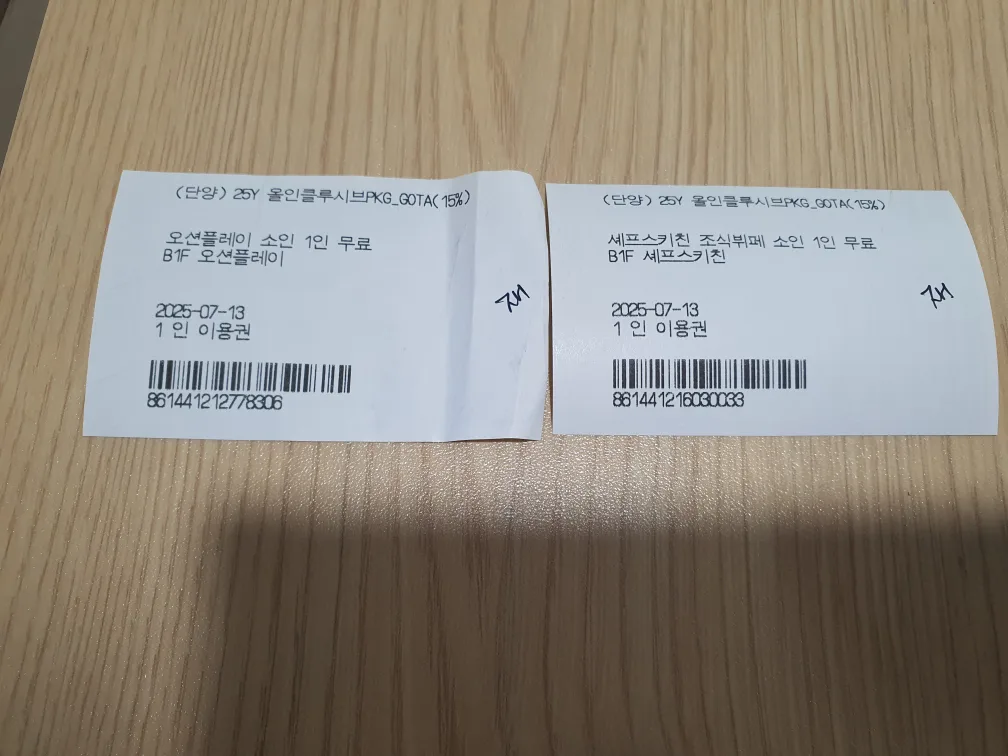 (단양) 25Y 올인클루시브PKG_GOTA(15%)
오션플레이 소인 1인 무료
B1F 오션플레이
2025-07-13
1 인 이용권
861441212778306
(단양) 25Y 올인클루시브PKG_GOTA(15%)
셰프스키친 조식뷔페 소인 1인 무료
B1F 셰프스키친
2025-07-13
1 인 이용권
861441216030033